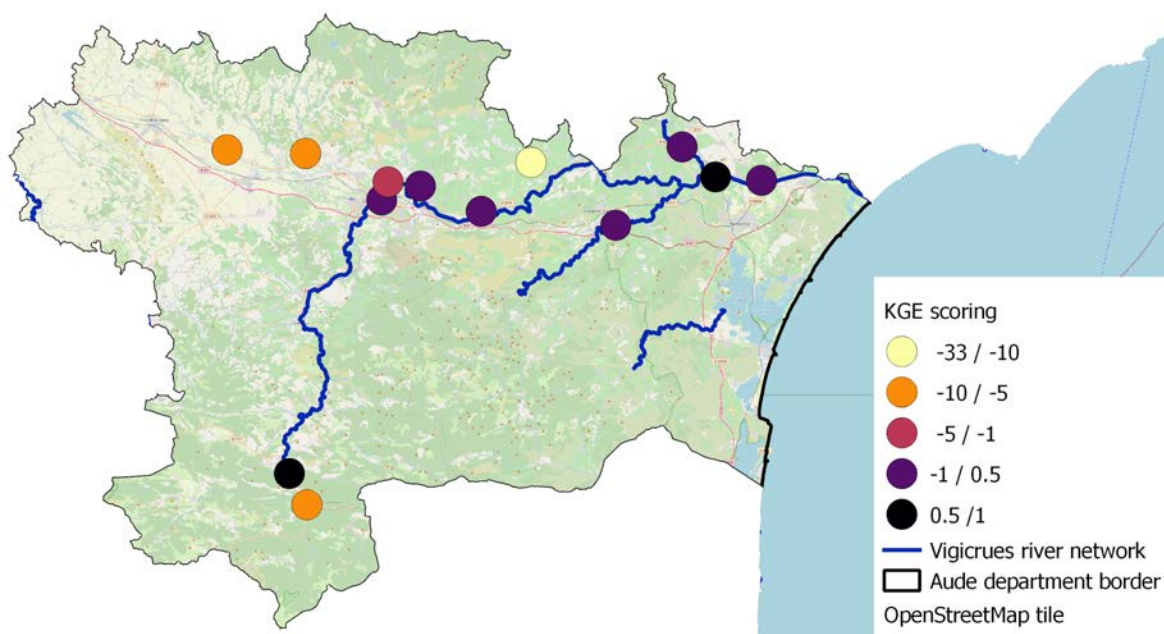 KGE scoring
-33 / -10
-10 / -5
-5 / -1
-1 / 0.5
0.5 /1
Vigicrues river network
Aude department border
OpenStreetMap tile